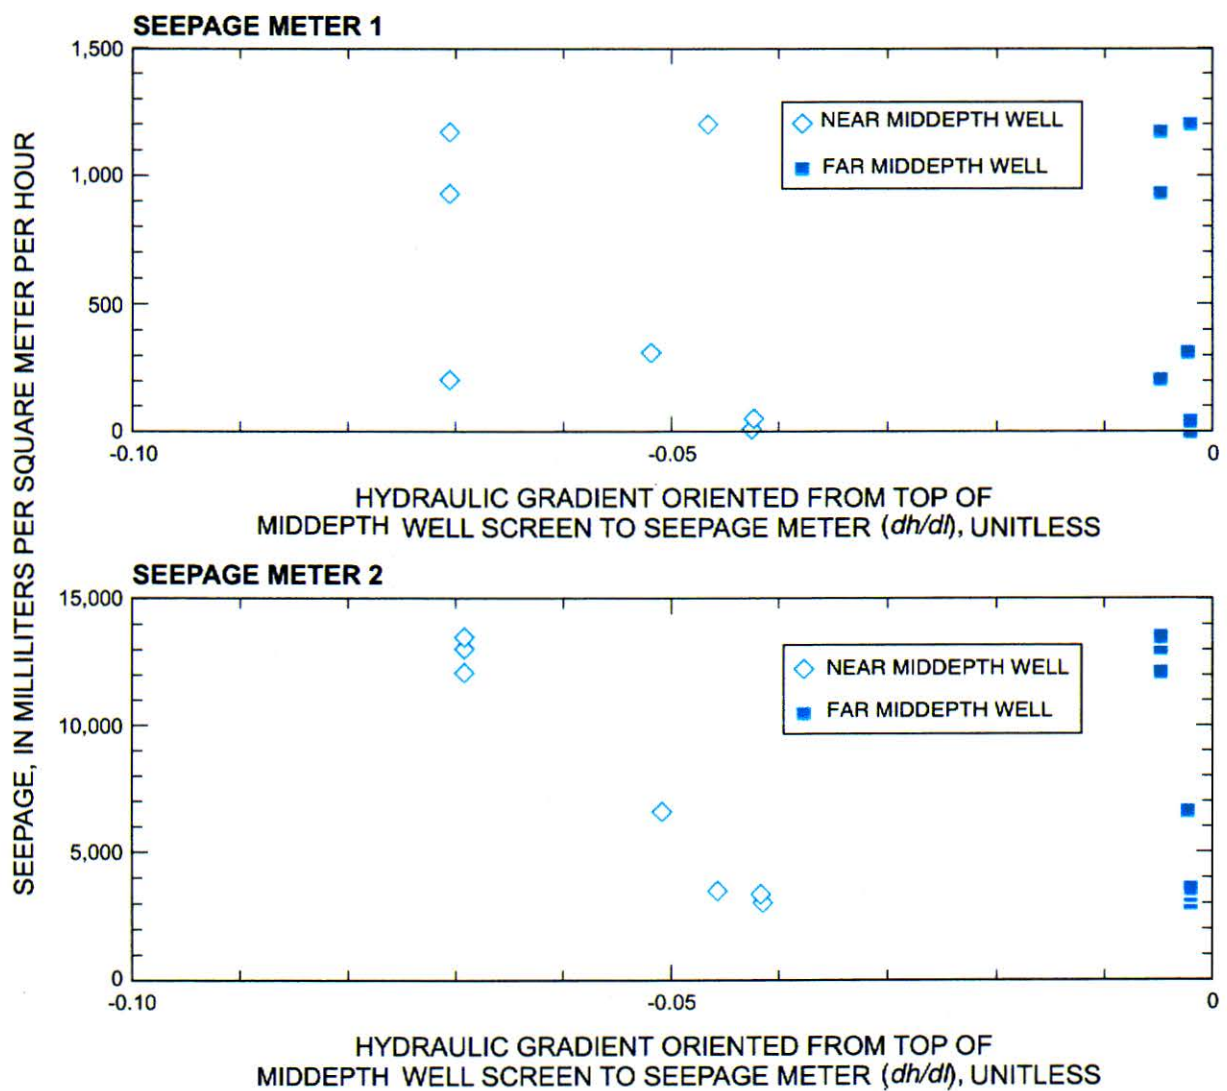 SEEPAGE, IN MILLILITERS PER SQUARE METER PER HOUR
SEEPAGE METER 1
1,500
1,000
500
0
-0.10
-0.05
0
NEAR MIDDEPTH WELL
FAR MIDDEPTH WELL
HYDRAULIC GRADIENT ORIENTED FROM TOP OF
MIDDEPTH WELL SCREEN TO SEEPAGE METER (dh/dl), UNITLESS
SEEPAGE METER 2
15,000
10,000
5,000
0
-0.10
-0.05
0
NEAR MIDDEPTH WELL
FAR MIDDEPTH WELL
HYDRAULIC GRADIENT ORIENTED FROM TOP OF
MIDDEPTH WELL SCREEN TO SEEPAGE METER (dh/dl), UNITLESS